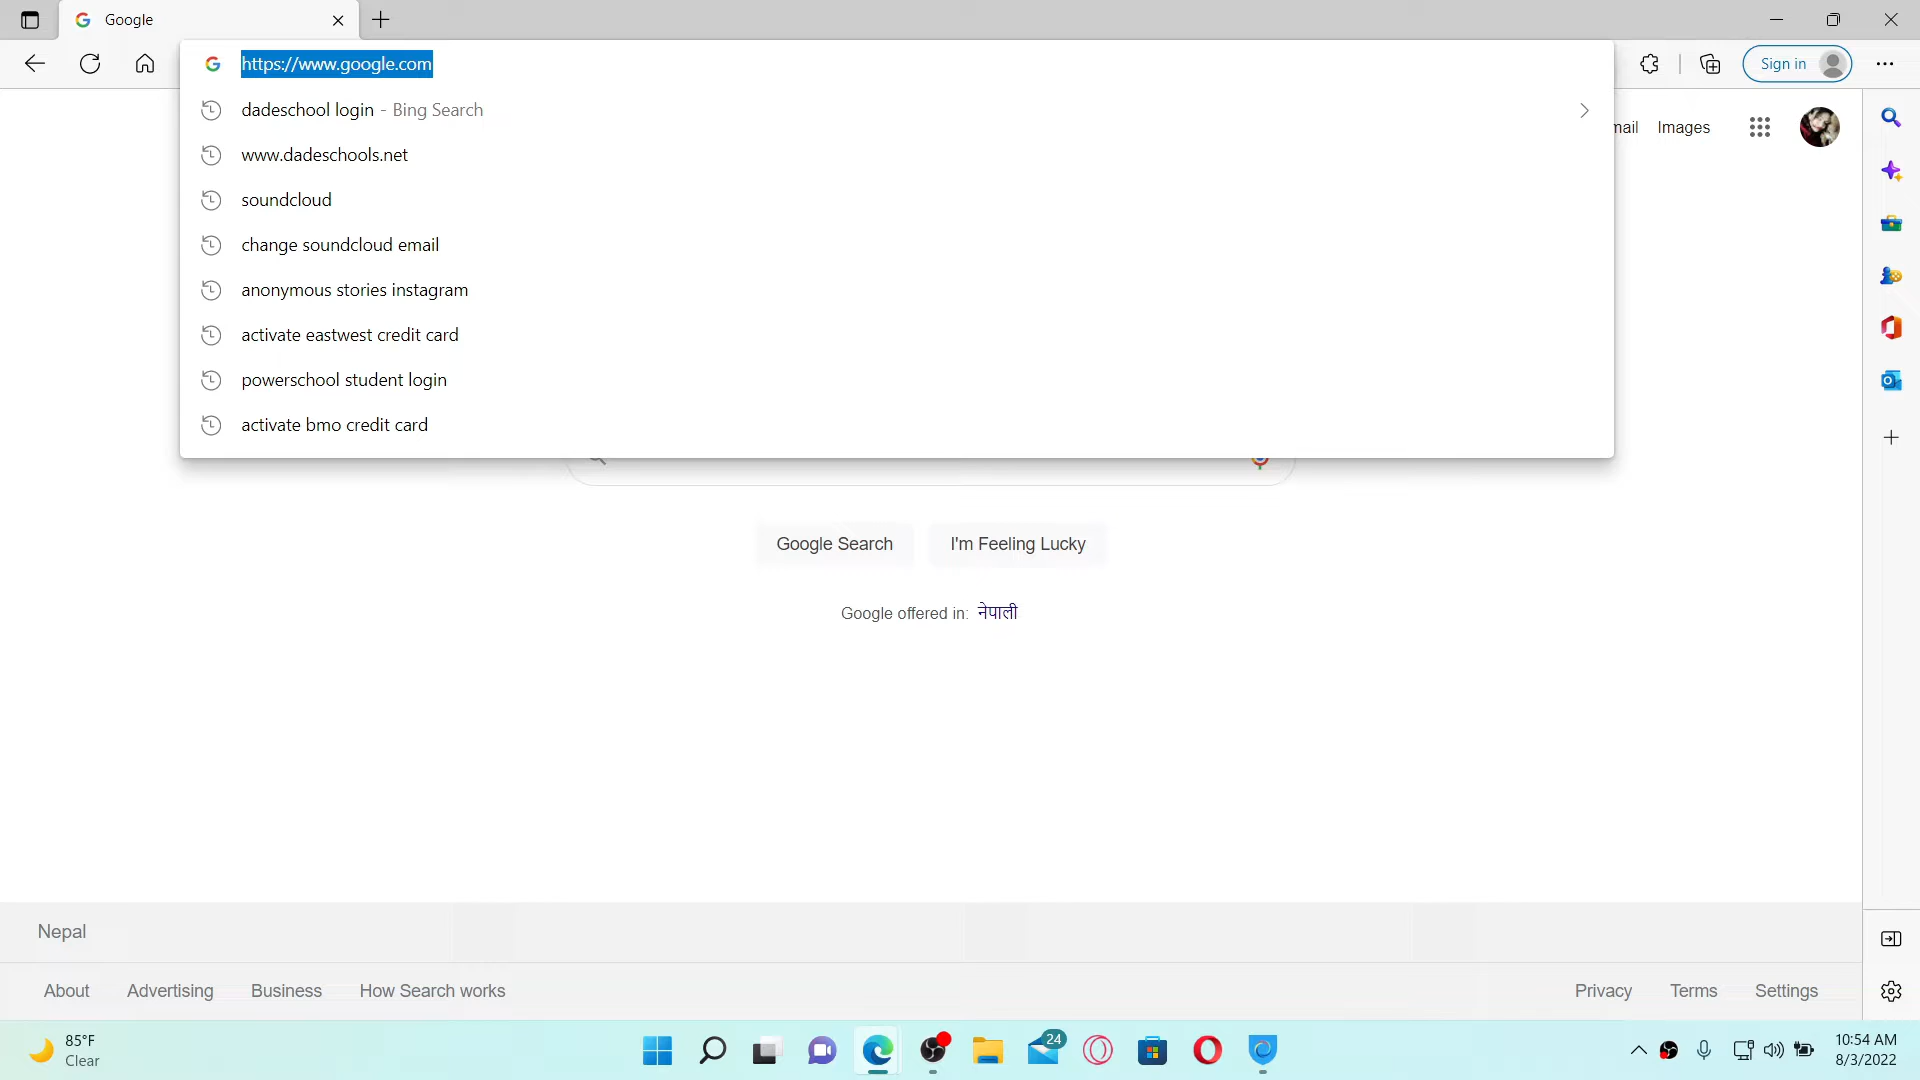 Google
https://www.google.com
Sign in
dadeschool login - Bing Search
mail Images
www.dadeschools.net
soundcloud
change soundcloud email
anonymous stories instagram
activate eastwest credit card
powerschool student login
activate bmo credit card
Google Search I'm Feeling Lucky
Google offered in: नेपाली
Nepal
About Advertising Business How Search works Privacy Terms Settings
85°F
Clear
24
10:54 AM
8/3/2022